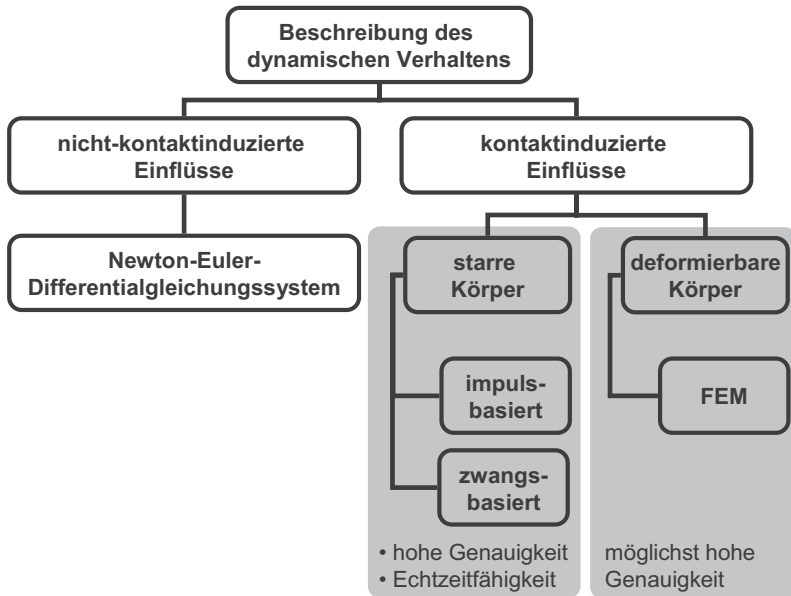 Beschreibung des
dynamischen Verhaltens
nicht-kontaktinduzierte
Einflüsse
kontaktinduzierte
Einflüsse
Newton-Euler-
Differentialgleichungssystem
starre
Körper
deformierbare
Körper
impuls-
basiert
FEM
zwangs-
basiert
• hohe Genauigkeit
• Echtzeitfähigkeit
möglichst hohe
Genauigkeit